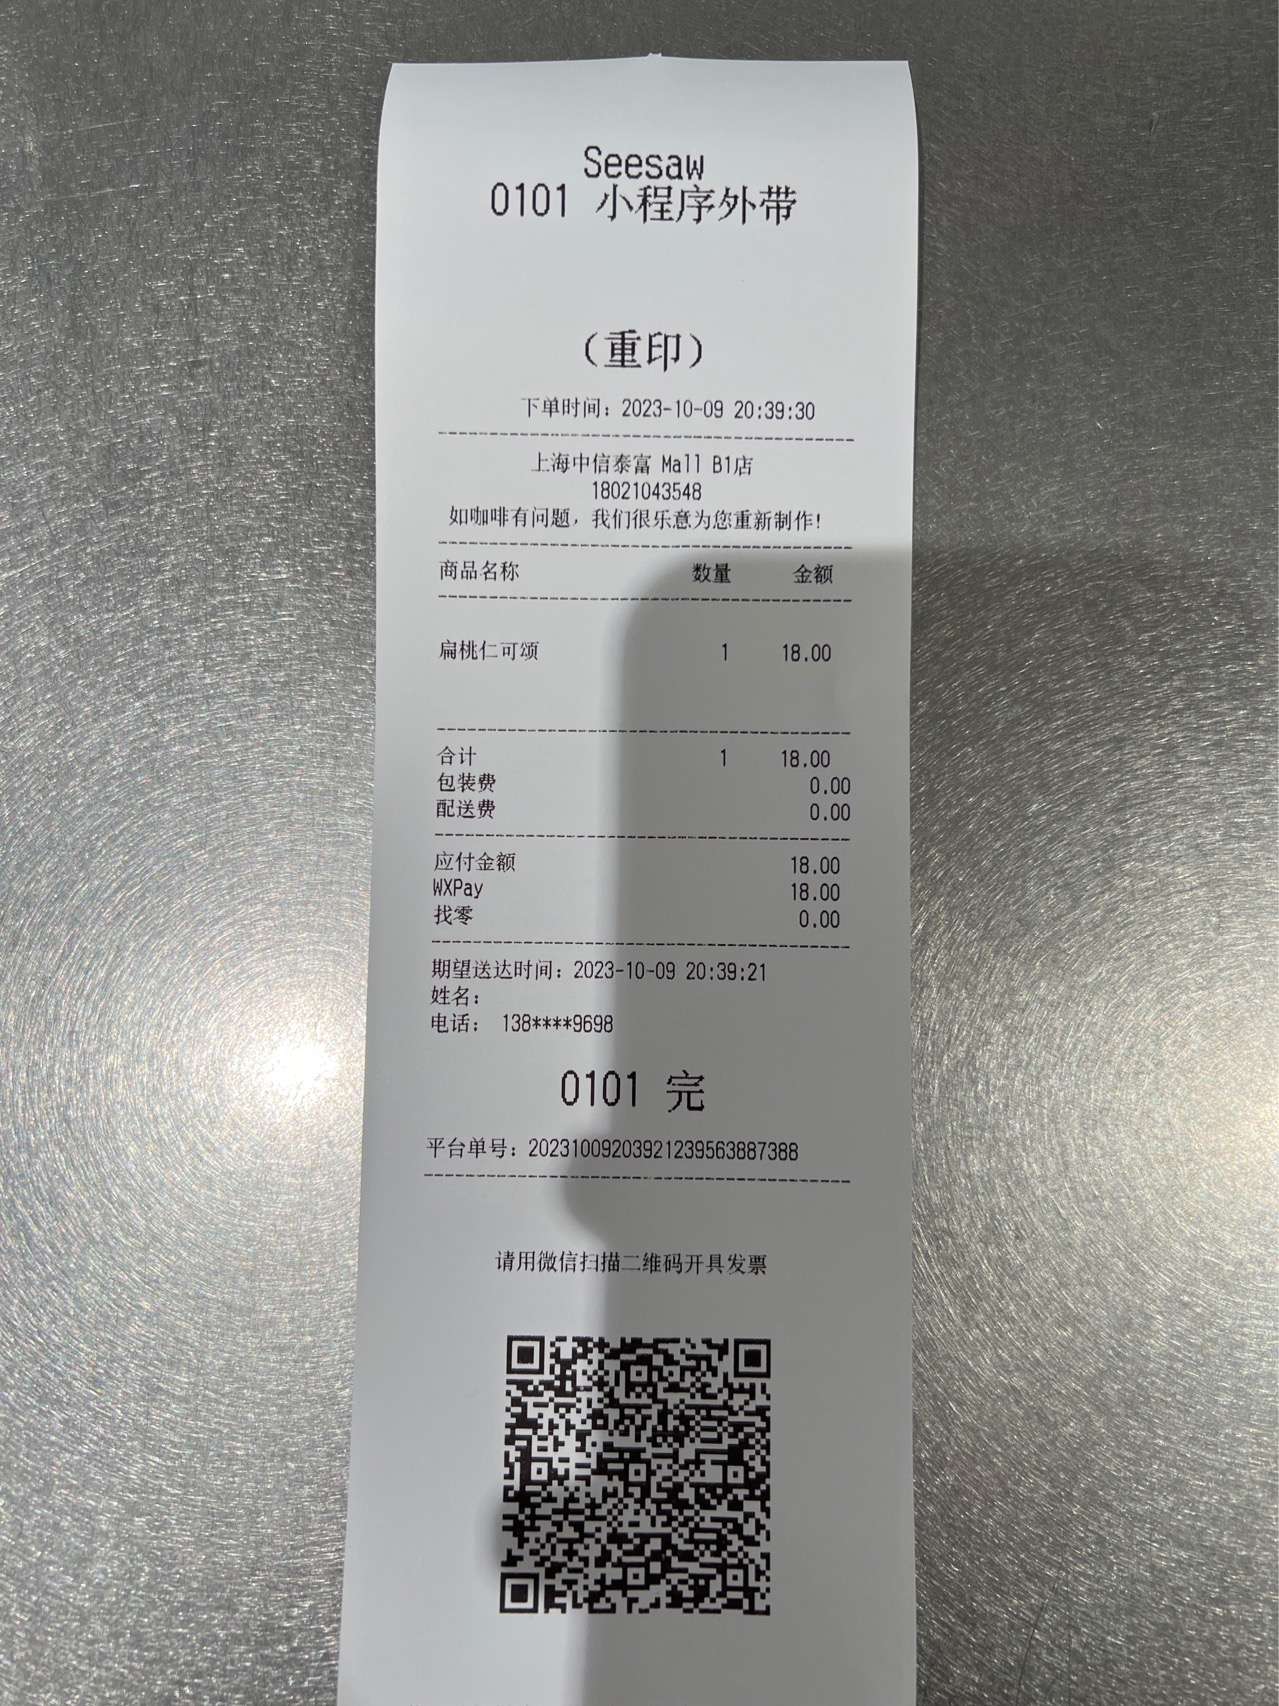 Seesaw
0101 小程序外带
（重印）
下单时间：2023-10-09 20:39:30
上海中信泰富 Mall B1店
18021043548
如咖啡有问题，我们很乐意为您重新制作!
商品名称 数量 金额
扁桃仁可颂 1 18.00
合计 1 18.00
包装费 0.00
配送费 0.00
应付金额 18.00
WXPay 18.00
找零 0.00
期望送达时间：2023-10-09 20:39:21
姓名：
电话： 138****9698
0101 完
平台单号：20231009203921239563887388
请用微信扫描二维码开具发票